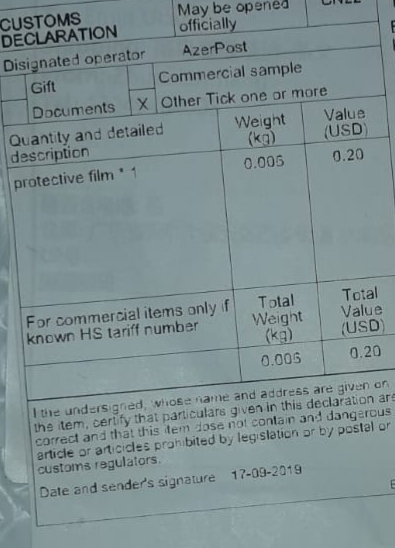 CUSTOMS
DECLARATION
May be opened
officially
Disignated operator AzerPost
Gift
Commercial sample
Documents X Other Tick one or more
Quantity and detailed
description
Weight
(kg)
Value
(USD)
protective film * 1 0.006 0.20
For commercial items only if
known HS tariff number
Total
Weight
(kg)
Total
Value
(USD)
0.006 0.20
I the undersigned, whose name and address are given on
the item, certify that particulars given in this declaration are
correct and that this item dose not contain and dangerous
article or articicles prohibited by legislation or by postal or
customs regulators.
Date and sender's signature 17-09-2019